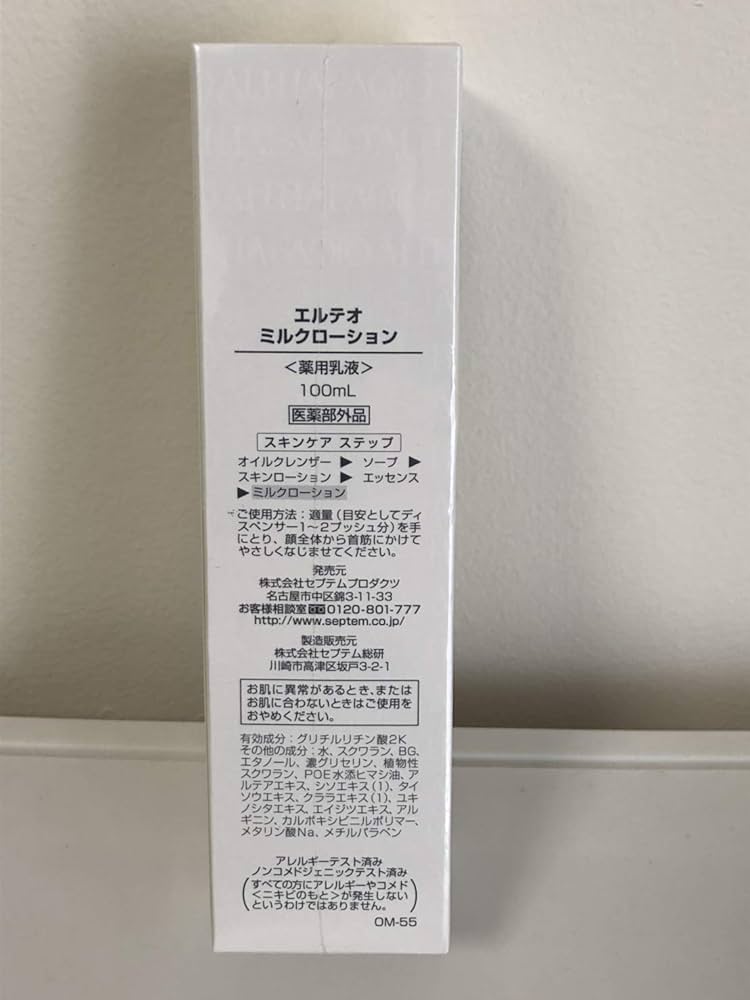 エルテオ
ミルクローション
＜薬用乳液＞
100mL
医薬部外品
スキンケア ステップ
オイルクレンザー ▶ ソープ ▶
スキンローション ▶ エッセンス
▶ミルクローション
ご使用方法：適量（目安としてディ
スペンサー1〜2プッシュ分）を手
にとり、顔全体から首筋にかけて
やさしくなじませてください。
発売元
株式会社セプテムプロダクツ
名古屋市中区錦3-11-33
お客様相談室 0120-801-777
http://www.septem.co.jp/
製造販売元
株式会社セプテム総研
川崎市高津区坂戸3-2-1
お肌に異常があるとき、または
お肌に合わないときはご使用を
おやめください。
有効成分：グリチルリチン酸2K
その他の成分：水、スクワラン、BG、
エタノール、濃グリセリン、植物性
スクワラン、POE水添ヒマシ油、ア
ルテアエキス、シソエキス(1)、タイ
ソウエキス、クララエキス(1)、ユキ
ノシタエキス、エイジツエキス、アル
ギニン、カルボキシビニルポリマー、
メタリン酸Na、メチルパラベン
アレルギーテスト済み
ノンコメドジェニックテスト済み
（すべての方にアレルギーやコメド
＜ニキビのもと＞が発生しない
というわけではありません。）
OM-55